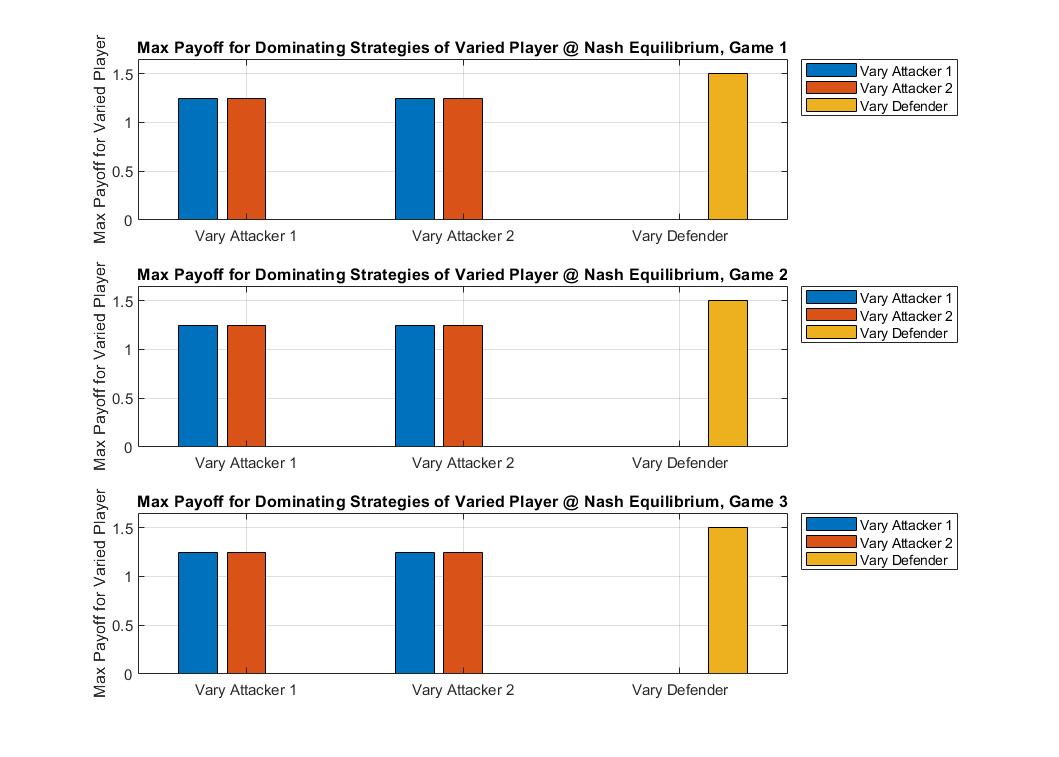 Max Payoff for Dominating Strategies of Varied Player @ Nash Equilibrium, Game 1
Max Payoff for Varied Player
1.5
1
0.5
0
Vary Attacker 1
Vary Attacker 2
Vary Defender
Vary Attacker 1
Vary Attacker 2
Vary Defender
Max Payoff for Dominating Strategies of Varied Player @ Nash Equilibrium, Game 2
Max Payoff for Varied Player
1.5
1
0.5
0
Vary Attacker 1
Vary Attacker 2
Vary Defender
Vary Attacker 1
Vary Attacker 2
Vary Defender
Max Payoff for Dominating Strategies of Varied Player @ Nash Equilibrium, Game 3
Max Payoff for Varied Player
1.5
1
0.5
0
Vary Attacker 1
Vary Attacker 2
Vary Defender
Vary Attacker 1
Vary Attacker 2
Vary Defender